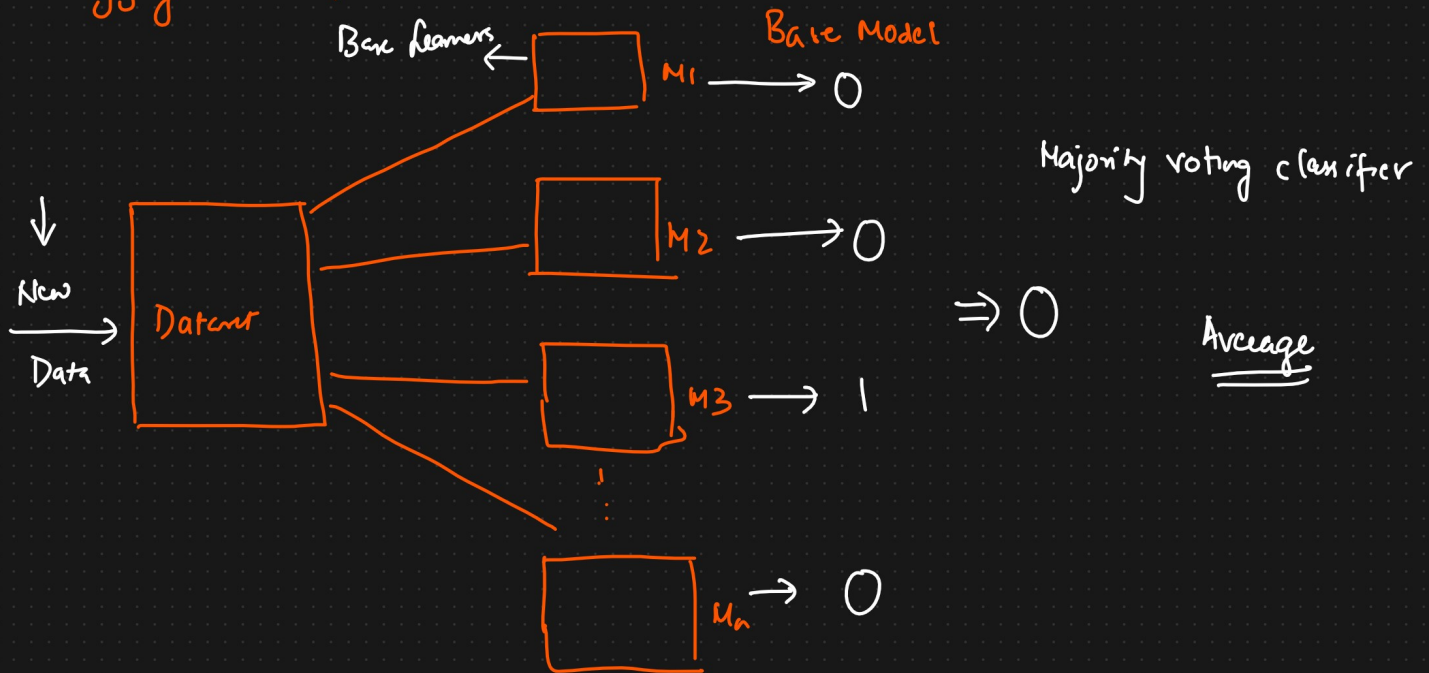 Base Learners
Base Model
M1 → 0
Majority voting classifier
M2 → 0
New
Data
Dataset
⇒ 0
Average
M3 → 1
Mn → 0